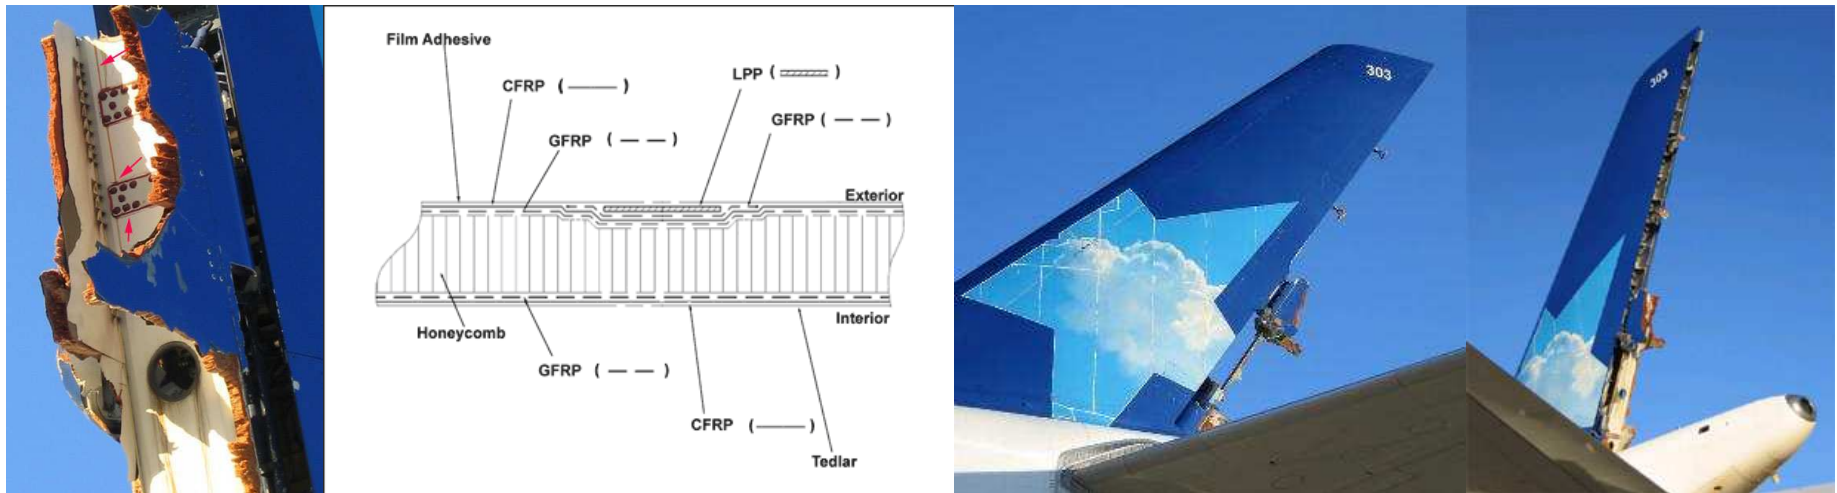 Film Adhesive
CFRP ( ——— )
LPP ( )
GFRP ( — — )
GFRP ( — — )
Exterior
Honeycomb
Interior
GFRP ( — — )
CFRP ( ——— )
Tedlar
303
303